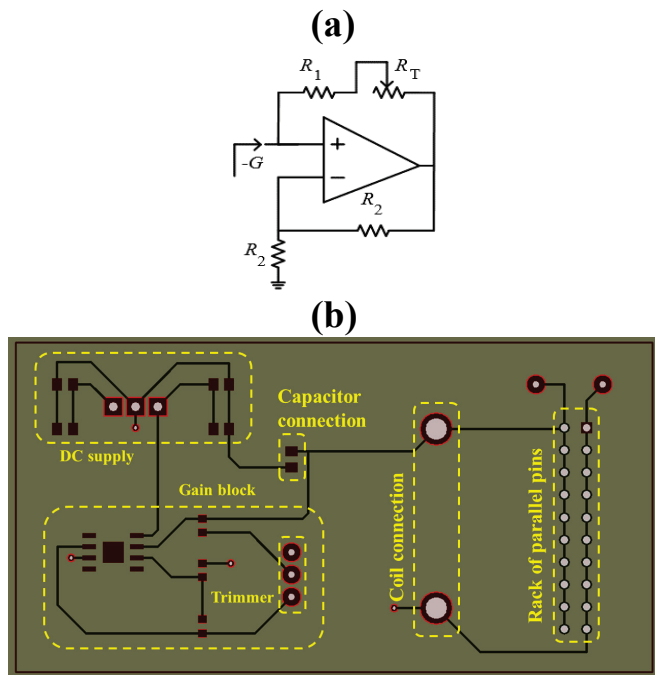 (a)
R1
RT
+
-G
−
R2
R2
(b)
Capacitor
connection
DC supply
Gain block
Trimmer
Coil connection
Rack of parallel pins